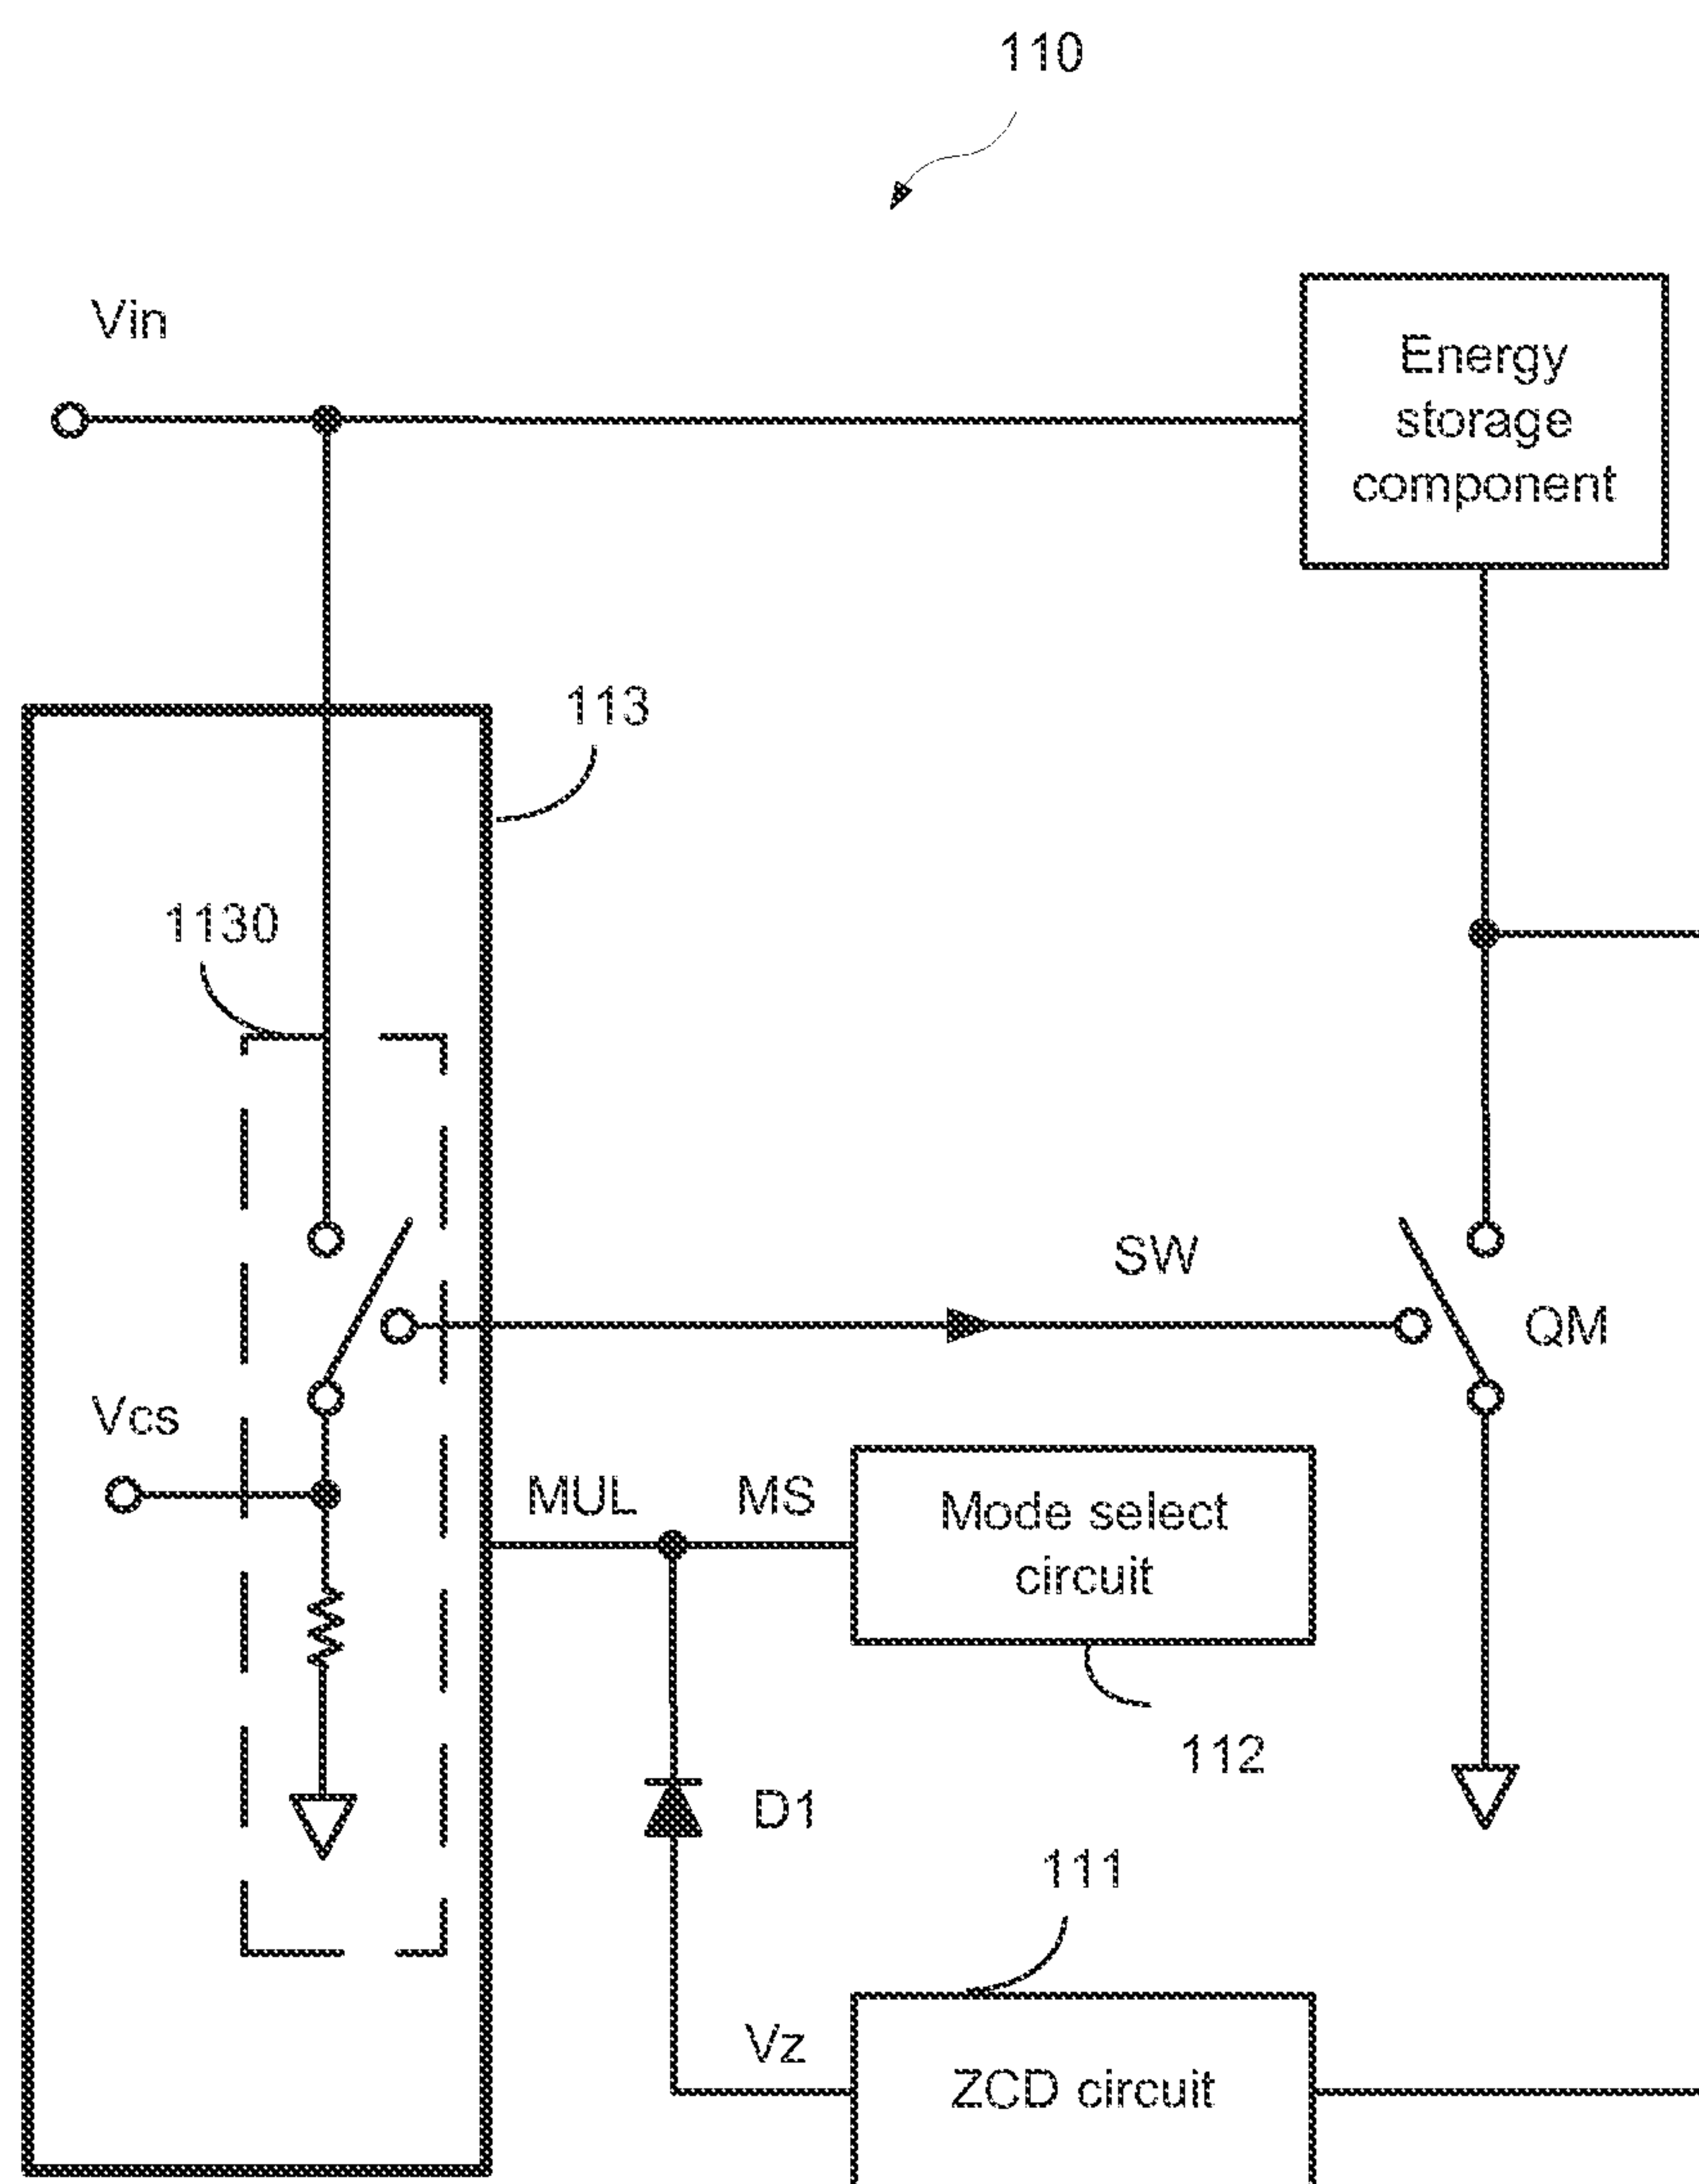 110
Vin
Energy
storage
component
113
1130
SW
QM
Vcs
MUL
MS
Mode select
circuit
112
D1
111
Vz
ZCD circuit